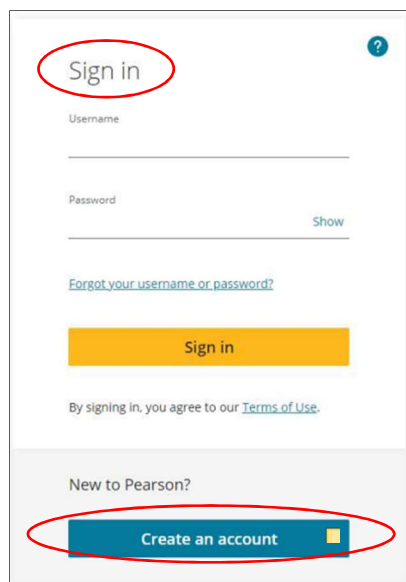 ?
Sign in
Username
Password
Show
Forgot your username or password?
Sign in
By signing in, you agree to our Terms of Use.
New to Pearson?
Create an account